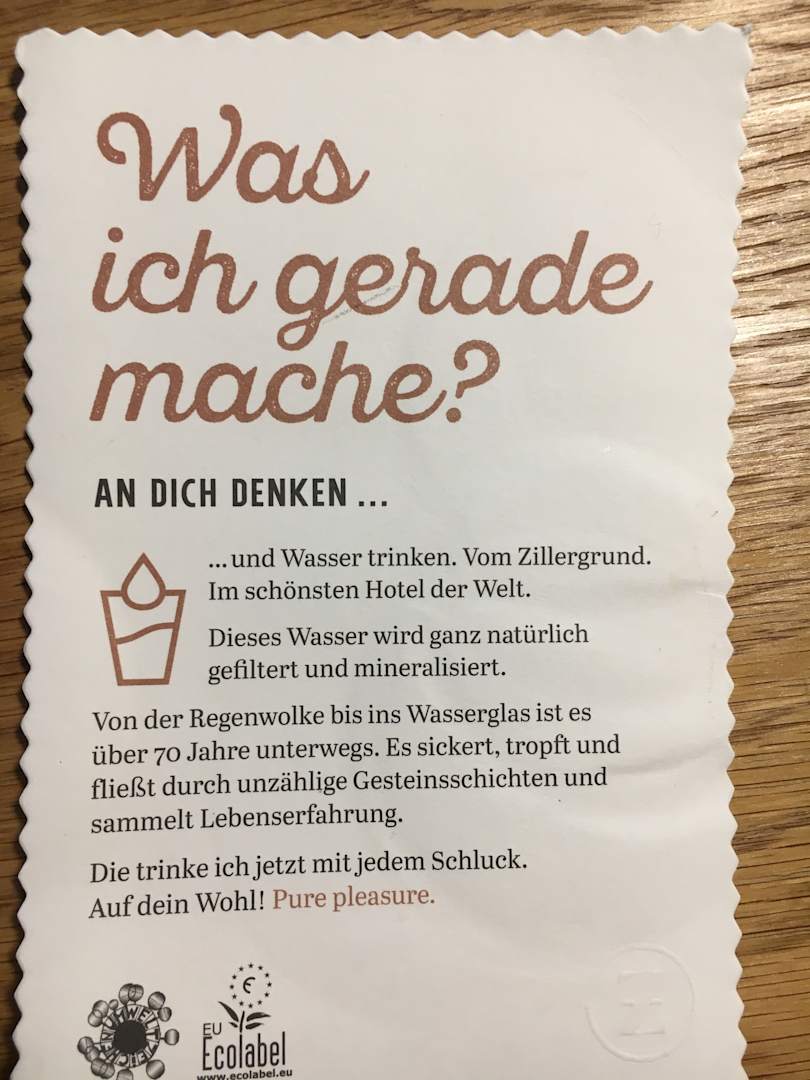 Was
ich gerade
mache?
AN DICH DENKEN ...
... und Wasser trinken. Vom Zillergrund.
Im schönsten Hotel der Welt.
Dieses Wasser wird ganz natürlich
gefiltert und mineralisiert.
Von der Regenwolke bis ins Wasserglas ist es
über 70 Jahre unterwegs. Es sickert, tropft und
fließt durch unzählige Gesteinsschichten und
sammelt Lebenserfahrung.
Die trinke ich jetzt mit jedem Schluck.
Auf dein Wohl! Pure pleasure.
UMWELTZEICHEN
EU
Ecolabel
www.ecolabel.eu